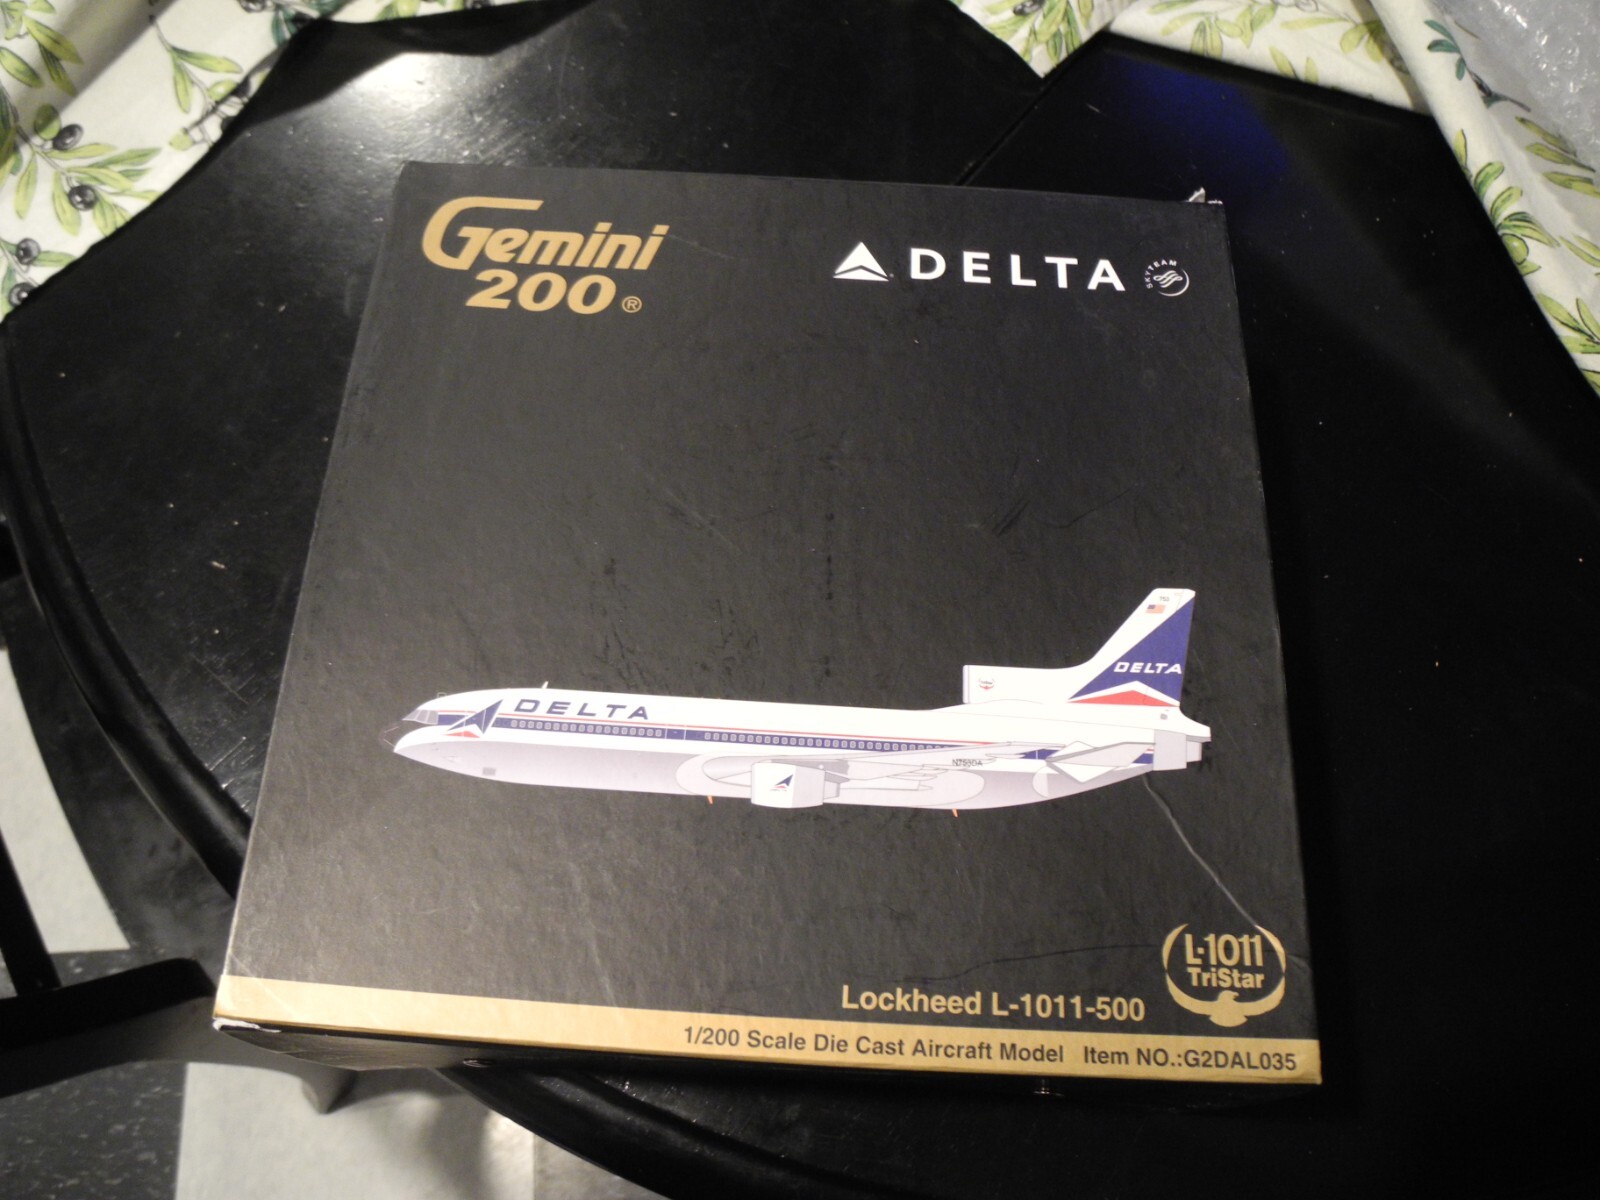 Gemini
200®
DELTA
SKYTEAM
DELTA
DELTA
L-1011
TriStar
Lockheed L-1011-500
1/200 Scale Die Cast Aircraft Model Item NO.:G2DAL035